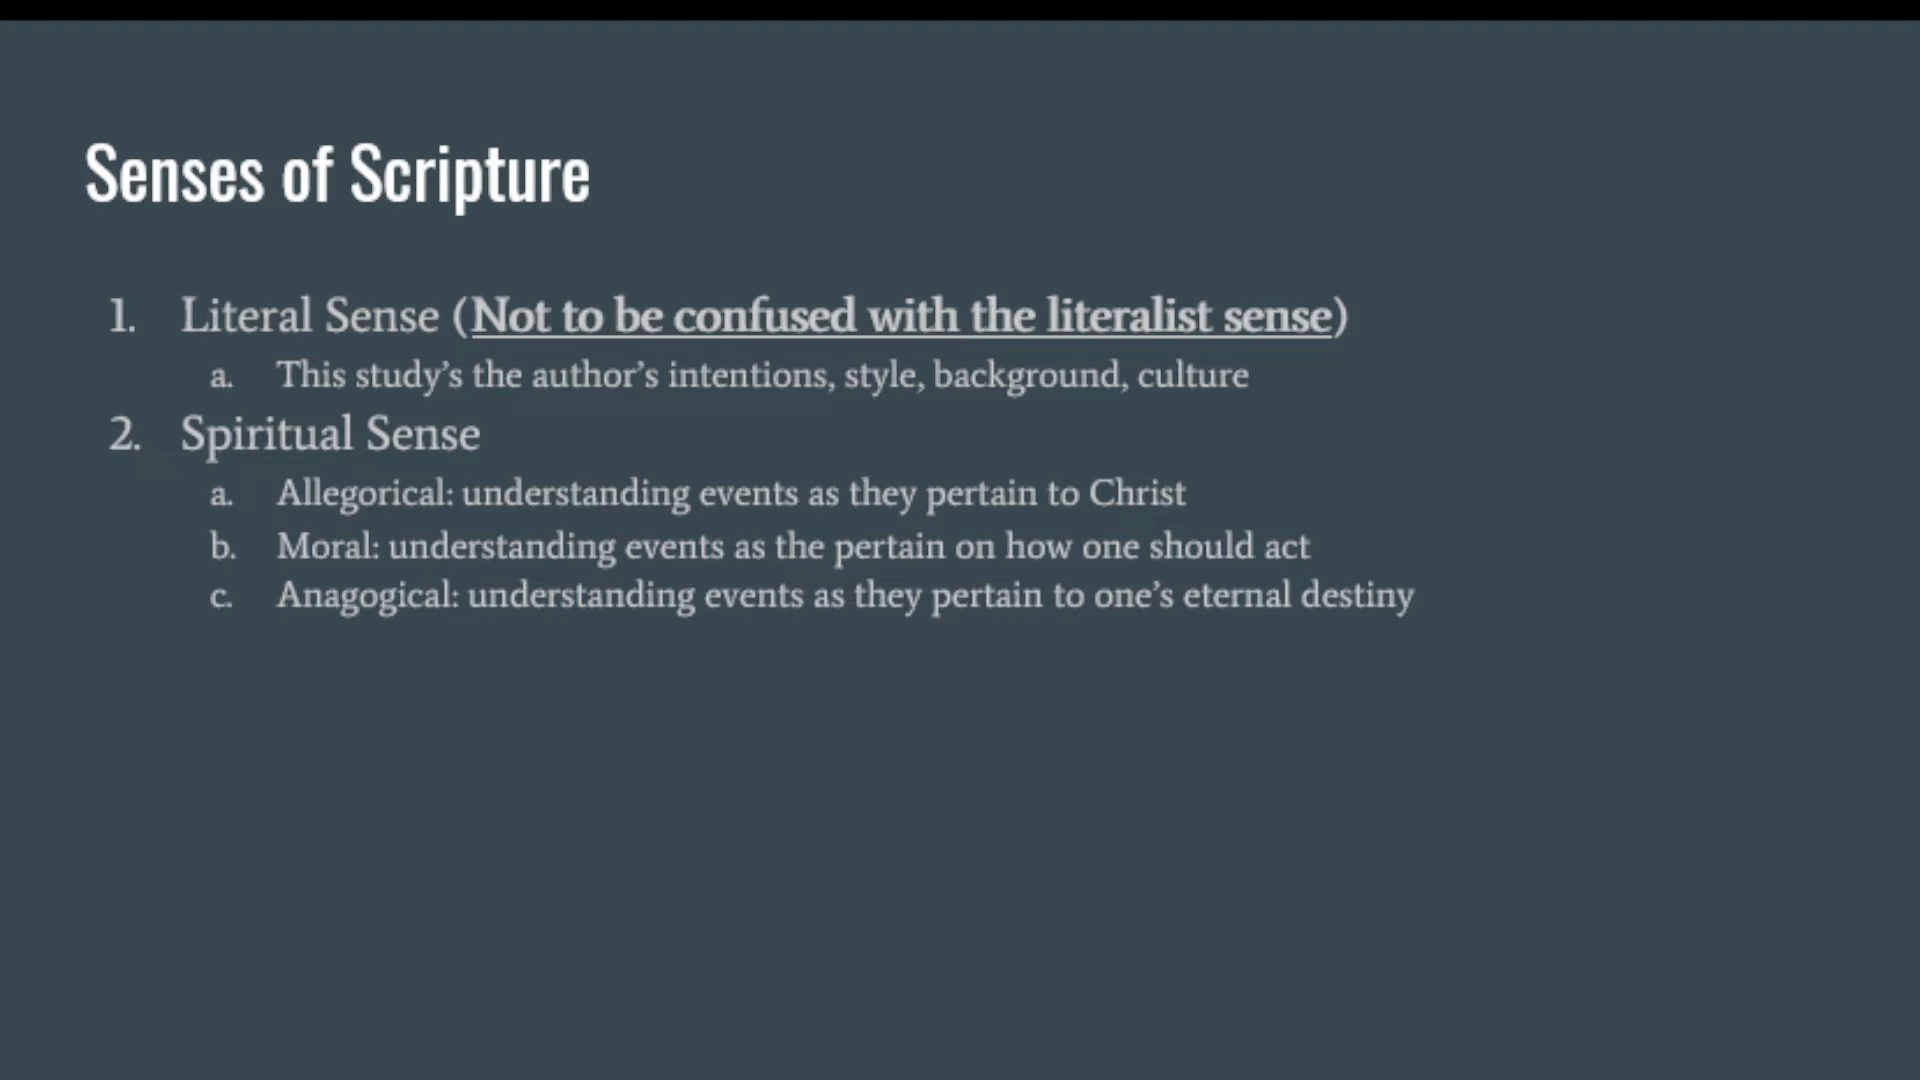 Senses of Scripture
1. Literal Sense (Not to be confused with the literalist sense)
a. This study’s the author’s intentions, style, background, culture
2. Spiritual Sense
a. Allegorical: understanding events as they pertain to Christ
b. Moral: understanding events as the pertain on how one should act
c. Anagogical: understanding events as they pertain to one’s eternal destiny